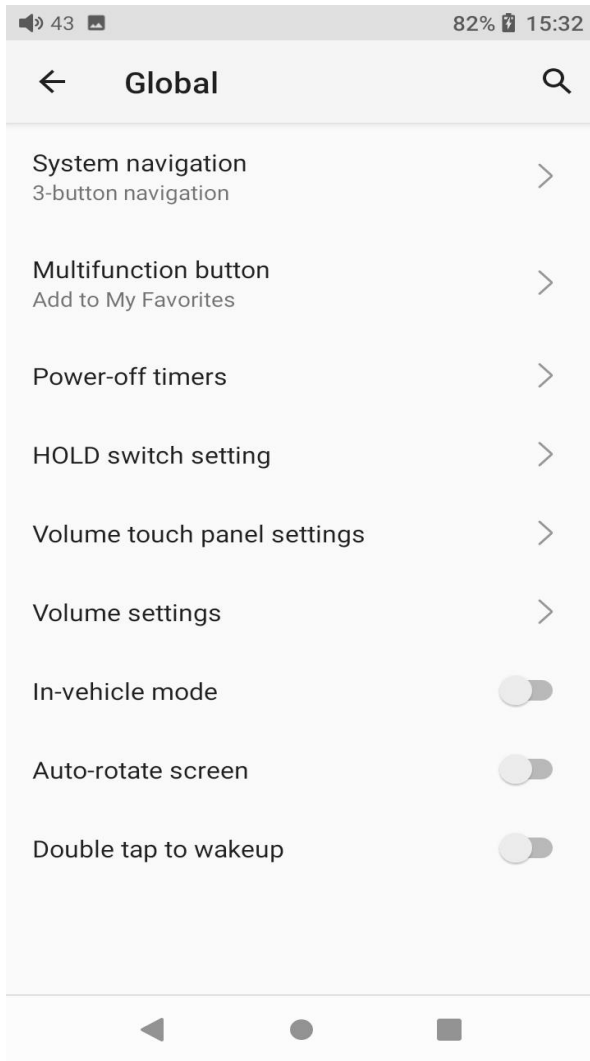 43
82% 15:32
Global
System navigation
3-button navigation
Multifunction button
Add to My Favorites
Power-off timers
HOLD switch setting
Volume touch panel settings
Volume settings
In-vehicle mode
Auto-rotate screen
Double tap to wakeup